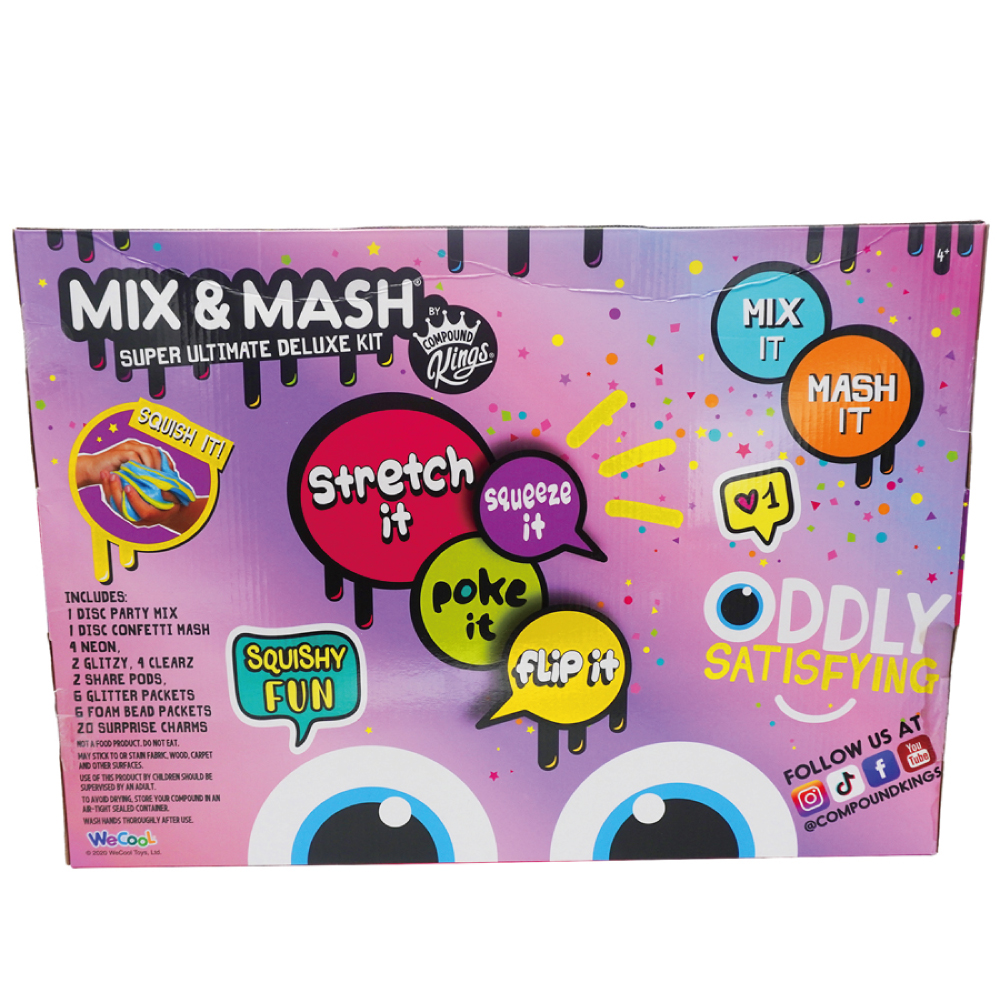 4+
MIX & MASH®
SUPER ULTIMATE DELUXE KIT
BY
COMPOUND
Kings®
MIX
IT
MASH
IT
SQUISH IT!
stretch
it
squeeze
it
1
poke
it
flip it
ODDLY
SATISFYING
SQUISHY
FUN
INCLUDES:
1 DISC PARTY MIX
1 DISC CONFETTI MASH
4 NEON,
2 GLITZY, 4 CLEARZ
2 SHARE PODS,
6 GLITTER PACKETS
6 FOAM BEAD PACKETS
20 SURPRISE CHARMS
NOT A FOOD PRODUCT. DO NOT EAT.
MAY STICK TO OR STAIN FABRIC, WOOD, CARPET
AND OTHER SURFACES.
USE OF THIS PRODUCT BY CHILDREN SHOULD BE
SUPERVISED BY AN ADULT.
TO AVOID DRYING, STORE YOUR COMPOUND IN AN
AIR-TIGHT SEALED CONTAINER.
WASH HANDS THOROUGHLY AFTER USE.
WeCool
© 2020 WeCool Toys, Ltd.
FOLLOW US AT
You
Tube
@COMPOUNDKINGS